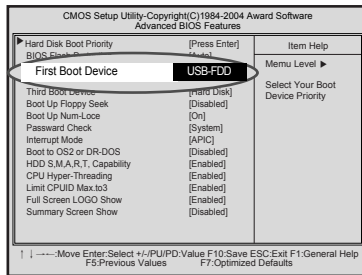 CMOS Setup Utility-Copyright(C)1984-2004 Award Software
Advanced BIOS Features
Hard Disk Boot Priority [Press Enter]
BIOS
First Boot Device USB-FDD
Third Boot Device [Hard Disk]
Boot Up Floppy Seek [Disabled]
Boot Up Num-Loce [On]
Passward Check [System]
Interrupt Mode [APIC]
Boot to OS2 or DR-DOS [Disabled]
HDD S,M,A,R,T, Capability [Enabled]
CPU Hyper-Threading [Enabled]
Limit CPUID Max.to3 [Enabled]
Full Screen LOGO Show [Enabled]
Summary Screen Show [Disabled]
Item Help
Menu Level ▶
Select Your Boot
Device Priority
↑↓→←:Move Enter:Select +/-/PU/PD:Value F10:Save ESC:Exit F1:General Help
F5:Previous Values F7:Optimized Defaults